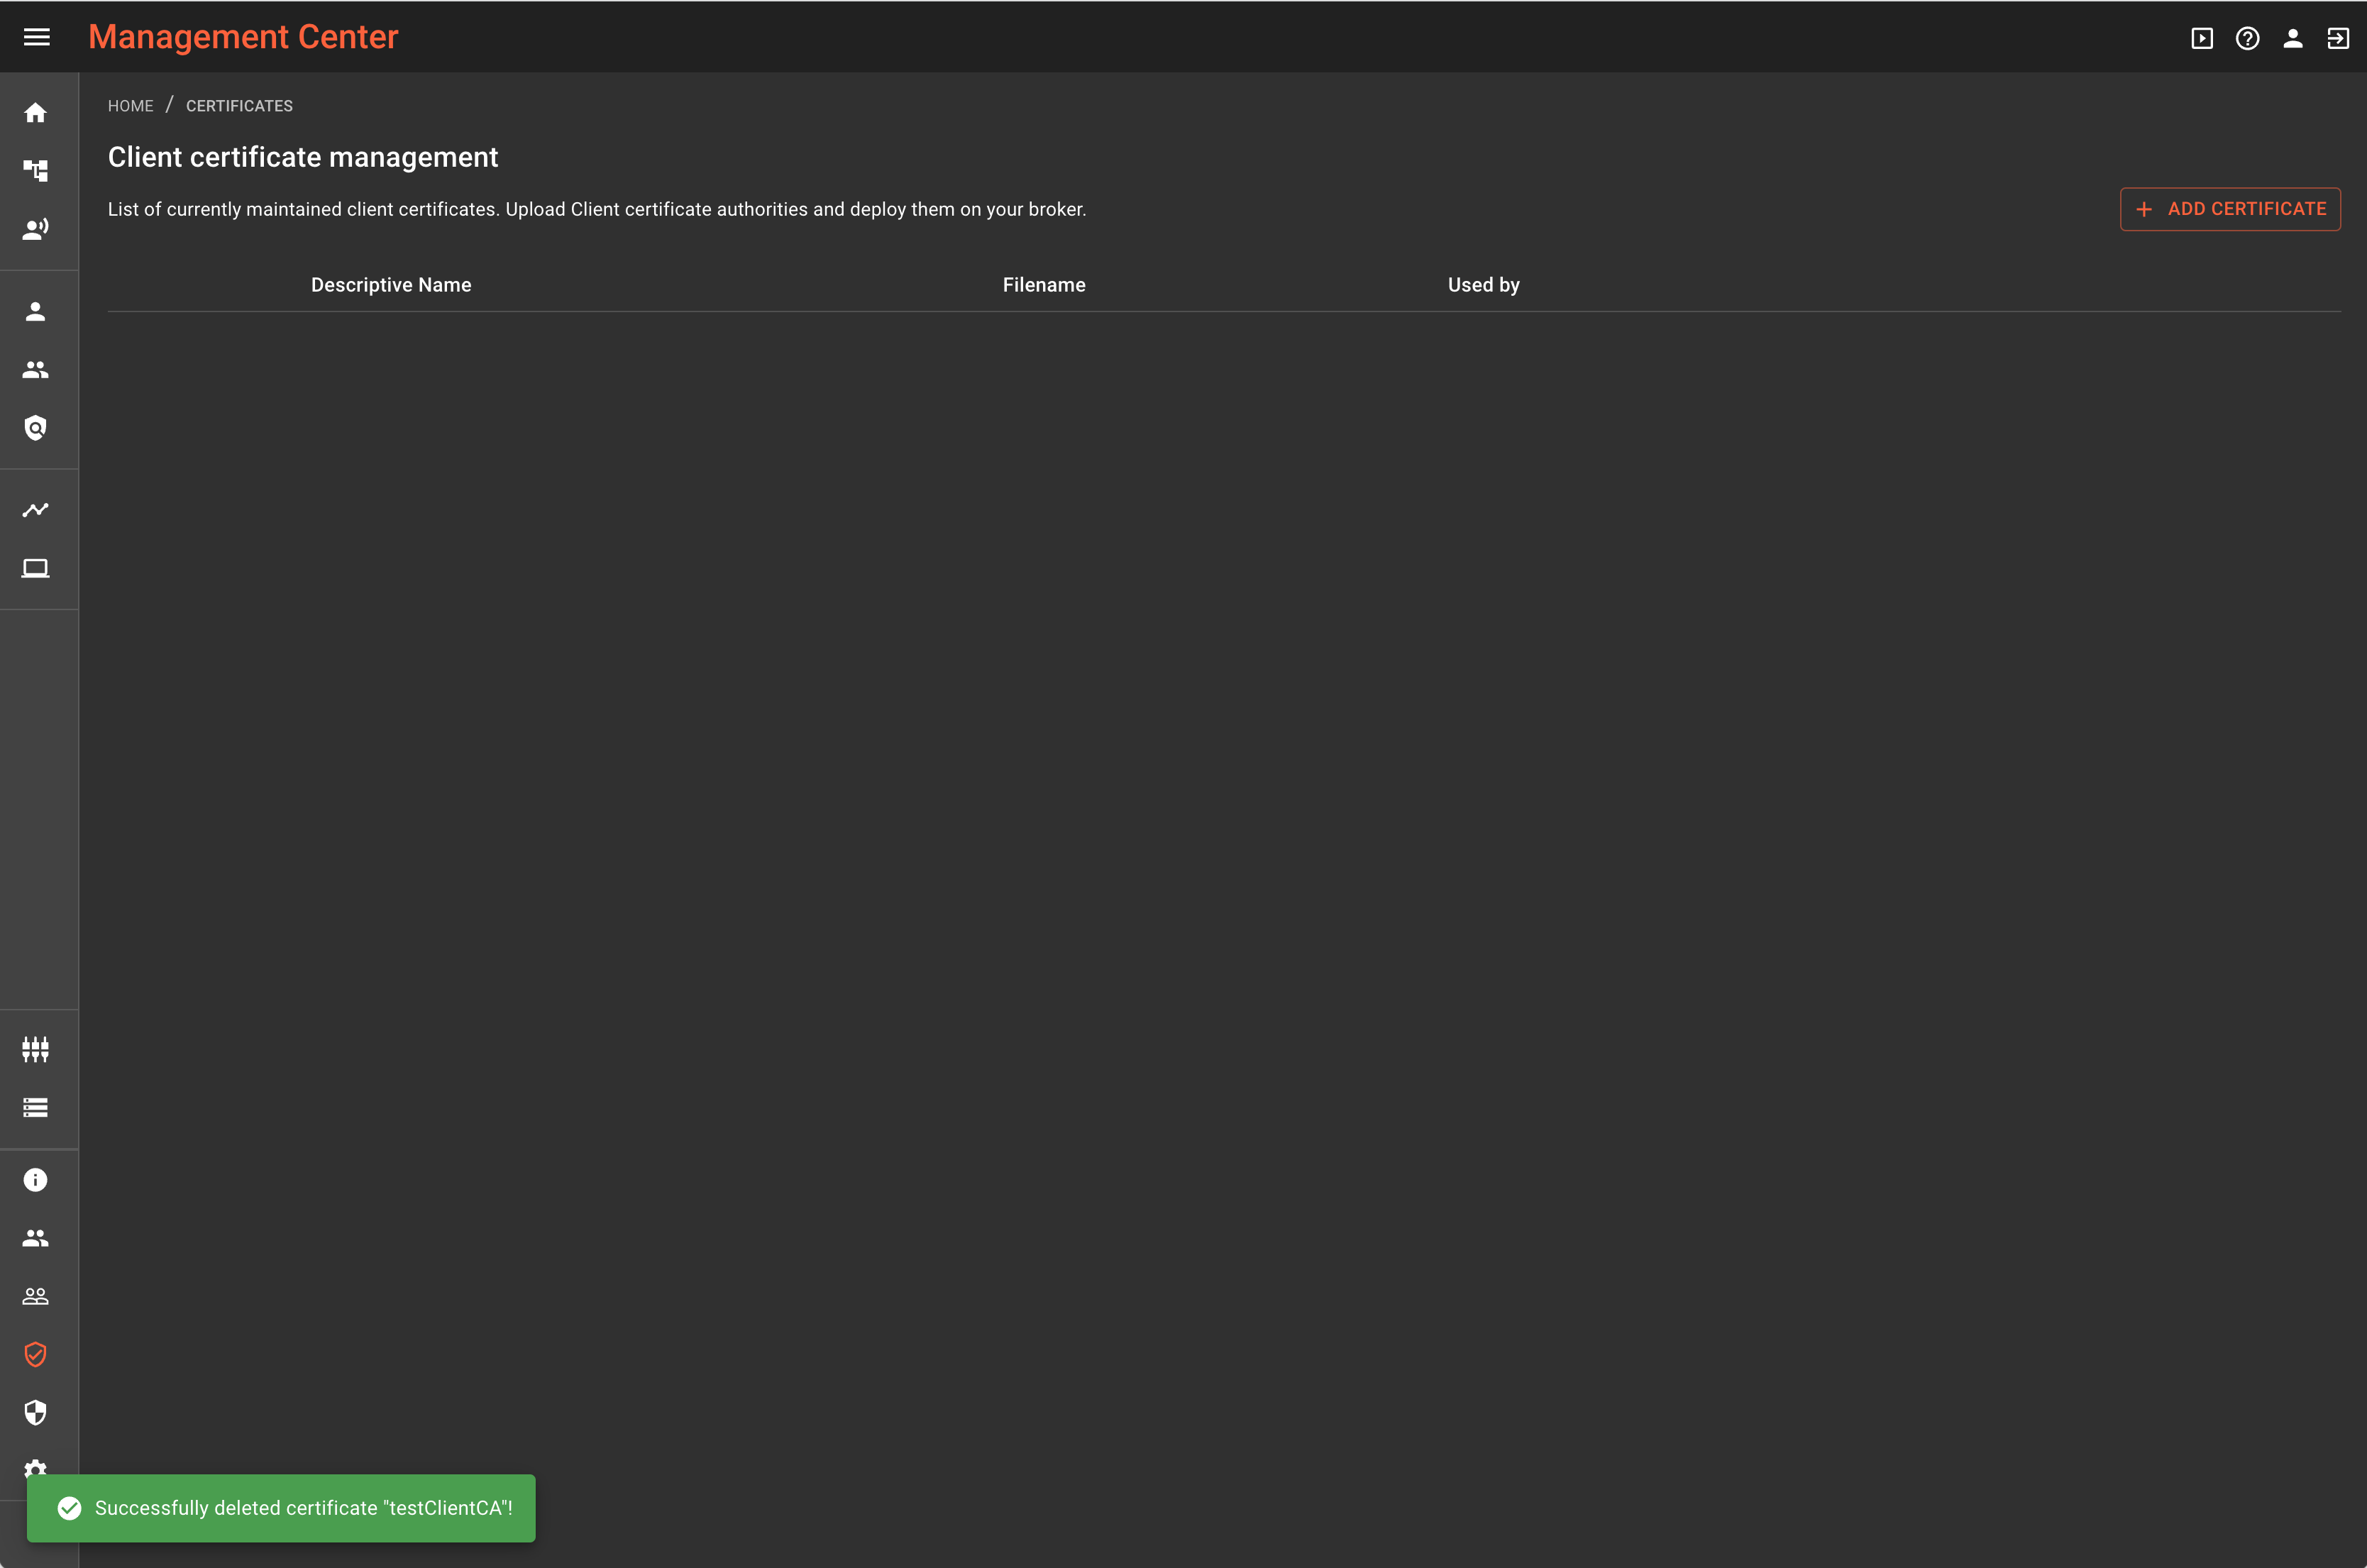 Management Center
HOME / CERTIFICATES
Client certificate management
List of currently maintained client certificates. Upload Client certificate authorities and deploy them on your broker.
ADD CERTIFICATE
Descriptive Name Filename Used by
Successfully deleted certificate "testClientCA"!